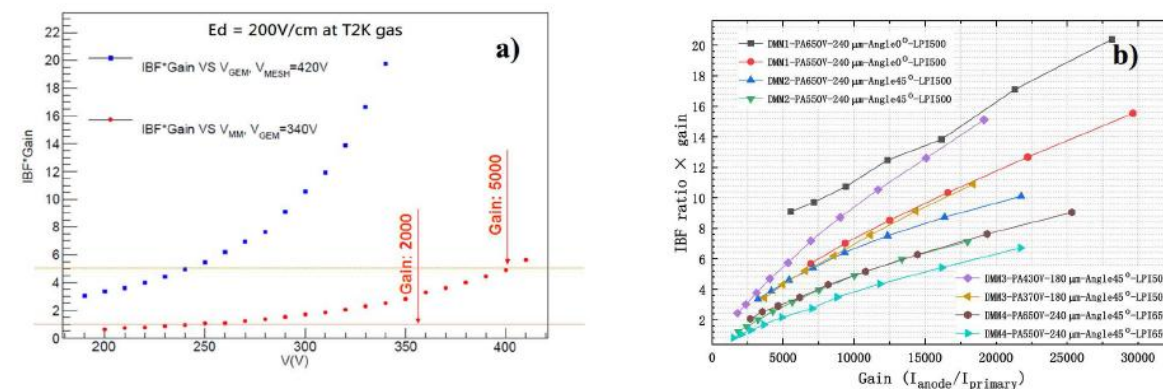 Ed = 200V/cm at T2K gas
a)
IBF*Gain VS V_GEM, V_MESH=420V
IBF*Gain VS V_MM, V_GEM=340V
Gain: 2000
Gain: 5000
IBF*Gain
22
20
18
16
14
12
10
8
6
4
2
0
200
250
300
350
400
V(V)
b)
DMM1-PA650V-240 μm-Angle0°-LPI500
DMM1-PA550V-240 μm-Angle0°-LPI500
DMM2-PA650V-240 μm-Angle45°-LPI500
DMM2-PA550V-240 μm-Angle45°-LPI500
DMM3-PA430V-180 μm-Angle45°-LPI50
DMM3-PA370V-180 μm-Angle45°-LPI50
DMM4-PA650V-240 μm-Angle45°-LPI65
DMM4-PA550V-240 μm-Angle45°-LPI65
IBF ratio × gain
20
18
16
14
12
10
8
6
4
2
0
5000
10000
15000
20000
25000
30000
Gain (I_anode/I_primary)